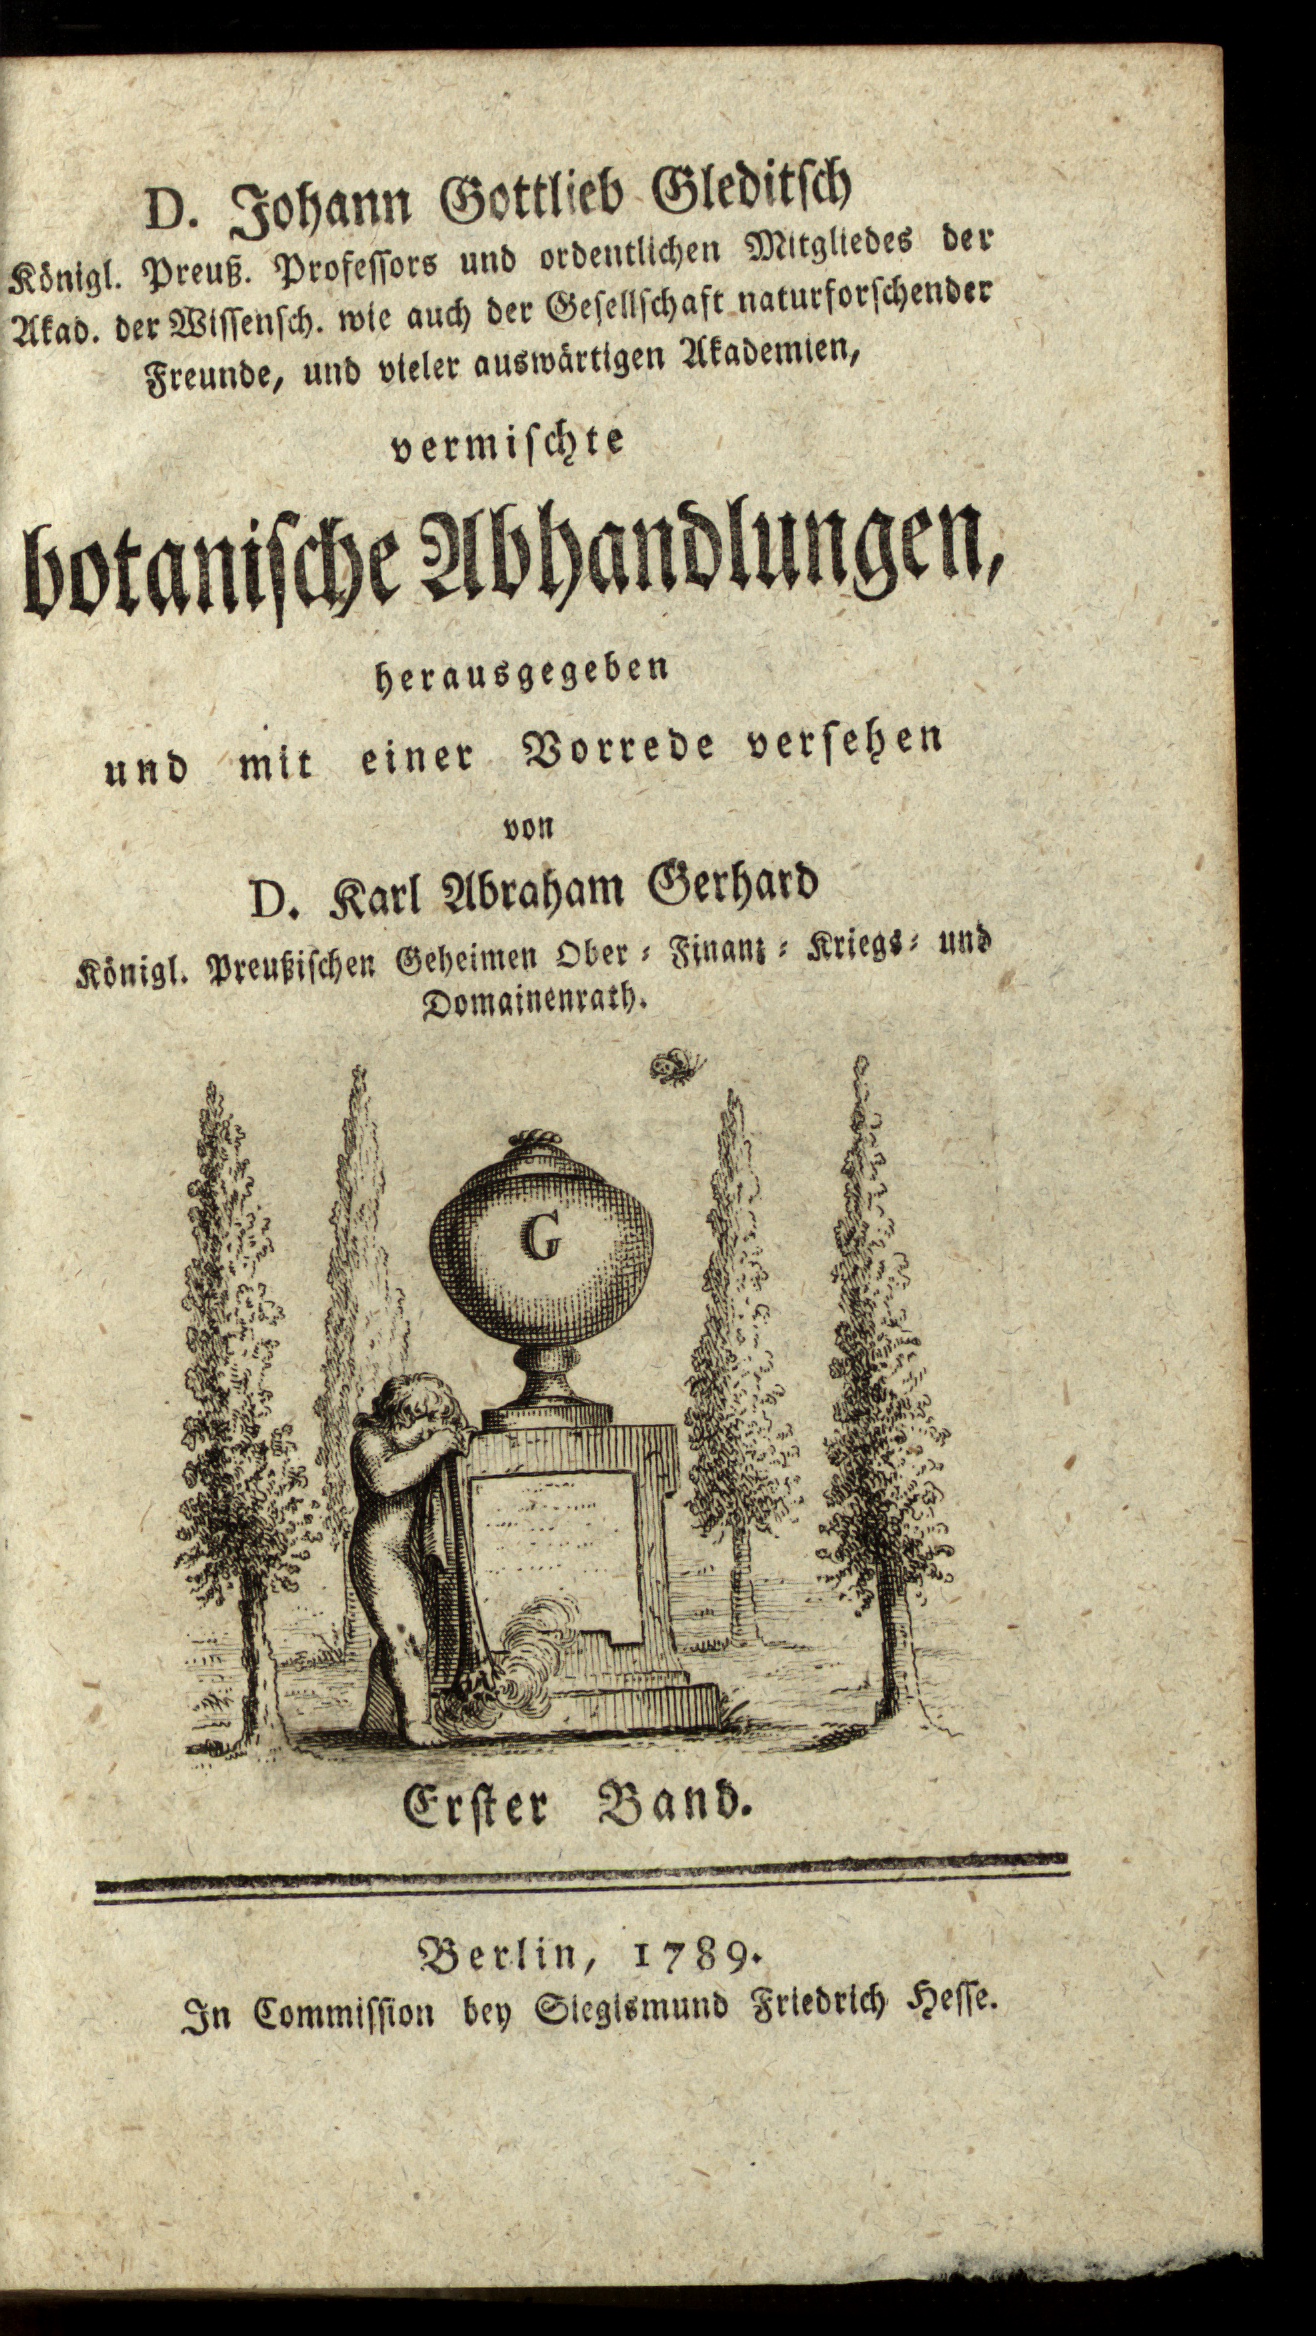 D. Johann Gottlieb Gleditsch
Königl. Preuß. Professors und ordentlichen Mitgliedes der
Akad. der Wissensch. wie auch der Gesellschaft naturforschender
Freunde, und vieler auswärtigen Akademien,
vermischte
botanische Abhandlungen,
herausgegeben
und mit einer Vorrede versehen
von
D. Karl Abraham Gerhard
Königl. Preußischen Geheimen Ober- Finanz- Kriegs- und
Domainenrath.
G
Erster Band.
Berlin, 1789.
In Commission bey Siegismund Friedrich Hesse.